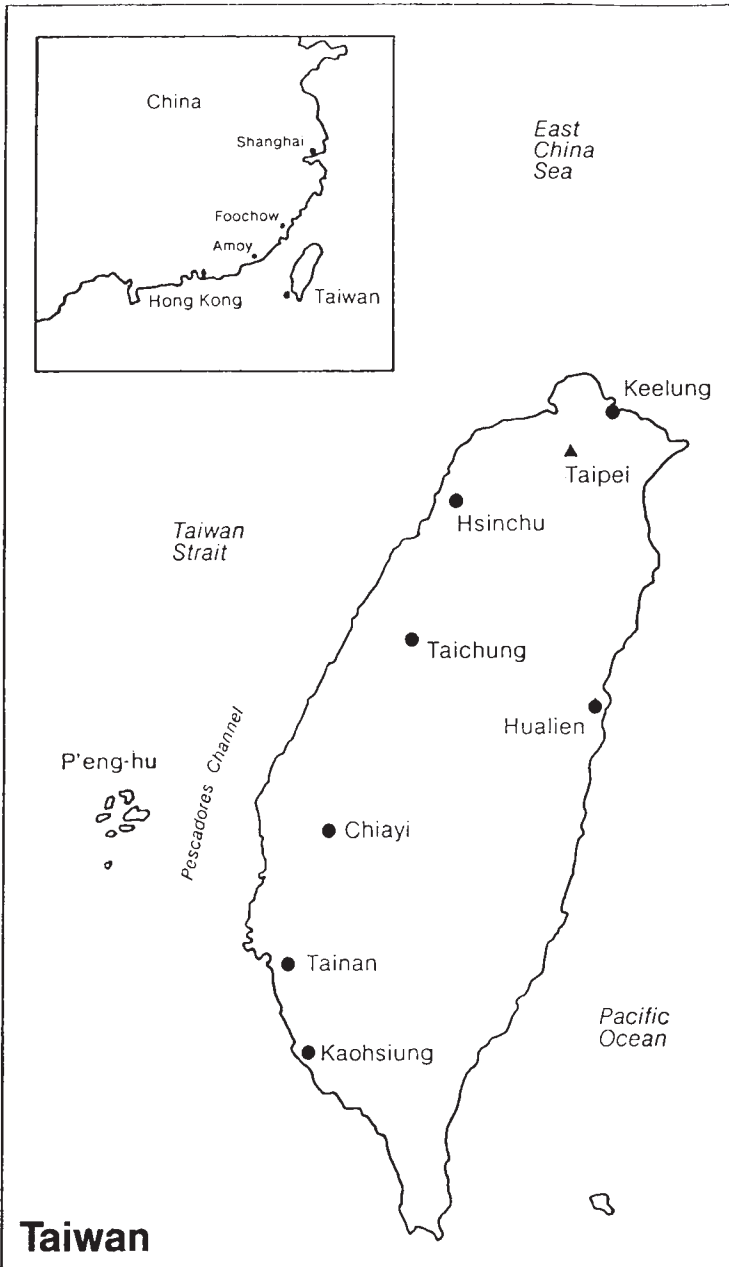 China
Shanghai
Foochow
Amoy
Hong Kong
Taiwan
East
China
Sea
Keelung
Taipei
Hsinchu
Taiwan
Strait
Taichung
Hualien
P'eng-hu
Pescadores Channel
Chiayi
Tainan
Pacific
Ocean
Kaohsiung
Taiwan